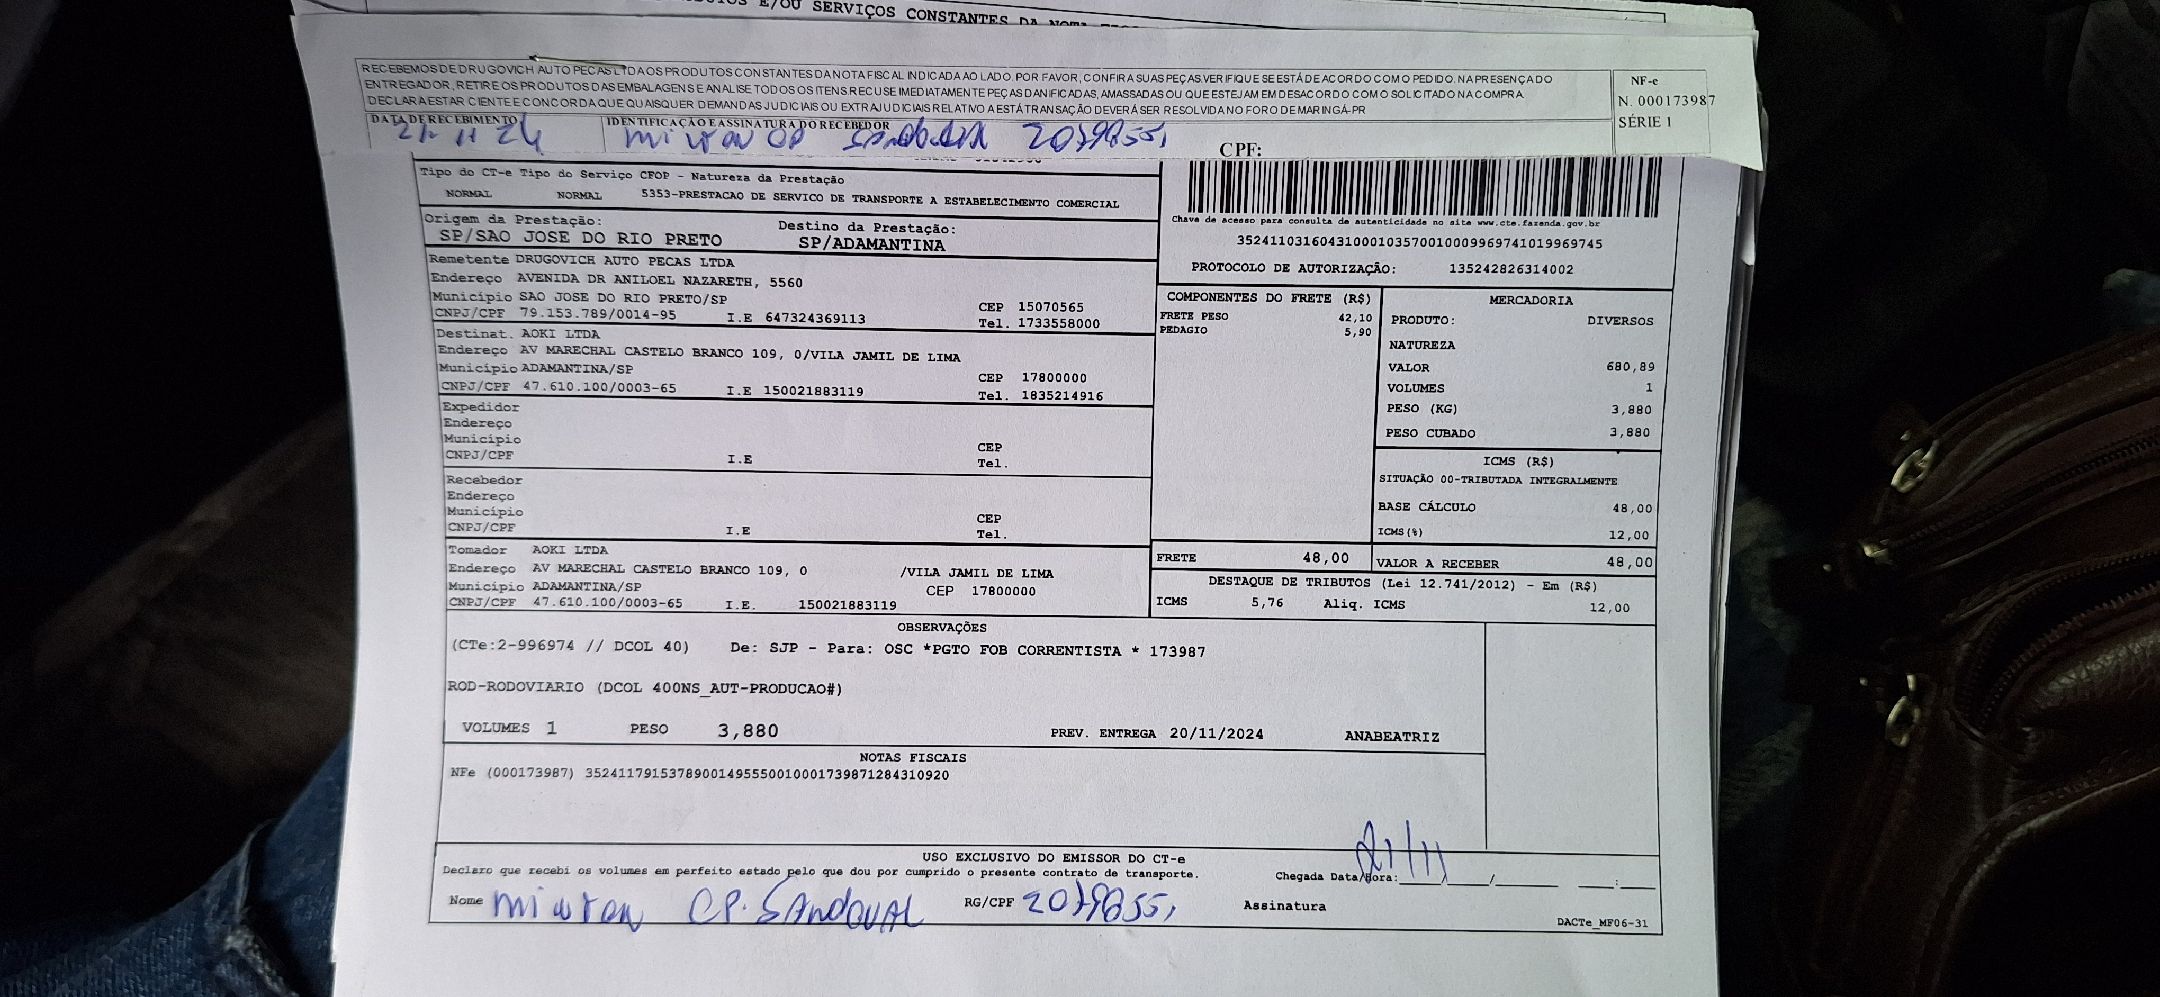 E/OU SERVIÇOS CONSTANTES DA
RECEBEMOS DE DRUGOVICH AUTO PECAS LTDA OS PRODUTOS CONSTANTES DA NOTA FISCAL INDICADA AO LADO. POR FAVOR, CONFIRA SUAS PEÇAS.VERIFIQUE SE ESTÁ DE ACORDO COM O PEDIDO. NA PRESENÇA DO
ENTREGADOR, RETIRE OS PRODUTOS DAS EMBALAGENS E ANALISE TODOS OS ITENS RECUSE IMEDIATAMENTE PEÇAS DANIFICADAS, AMASSADAS OU QUE ESTEJAM EM DESACORDO COM O SOLICITADO NA COMPRA.
DECLARA ESTAR CIENTE E CONCORDA QUE QUAISQUER DEMANDAS JUDICIAIS OU EXTRAJUDICIAIS RELATIVO A ESTÁ TRANSAÇÃO DEVERÁ SER RESOLVIDA NO FORO DE MARINGÁ-PR
NF-e
N. 000173987
SÉRIE 1
DATA DE RECEBIMENTO
IDENTIFICAÇÃO E ASSINATURA DO RECEBEDOR
21 11 24
SANDOVAL
CPF:
Tipo do CT-e Tipo do Serviço CFOP - Natureza da Prestação
NORMAL NORMAL 5353-PRESTACAO DE SERVICO DE TRANSPORTE A ESTABELECIMENTO COMERCIAL
Origem da Prestação: Destino da Prestação:
SP/SAO JOSE DO RIO PRETO SP/ADAMANTINA
Chave de acesso para consulta de autenticidade no site www.cte.fazenda.gov.br
35241103160431000103570010009969741019969745
PROTOCOLO DE AUTORIZAÇÃO: 135242826314002
Remetente DRUGOVICH AUTO PECAS LTDA
Endereço AVENIDA DR ANILOEL NAZARETH, 5560
Município SAO JOSE DO RIO PRETO/SP CEP 15070565
CNPJ/CPF 79.153.789/0014-95 I.E 647324369113 Tel. 1733558000
Destinat. AOKI LTDA
Endereço AV MARECHAL CASTELO BRANCO 109, 0/VILA JAMIL DE LIMA
Município ADAMANTINA/SP CEP 17800000
CNPJ/CPF 47.610.100/0003-65 I.E 150021883119 Tel. 1835214916
Expedidor
Endereço
Município CEP
CNPJ/CPF I.E Tel.
Recebedor
Endereço
Município CEP
CNPJ/CPF I.E Tel.
Tomador AOKI LTDA
Endereço AV MARECHAL CASTELO BRANCO 109, 0 /VILA JAMIL DE LIMA
Município ADAMANTINA/SP CEP 17800000
CNPJ/CPF 47.610.100/0003-65 I.E. 150021883119
COMPONENTES DO FRETE (R$)
FRETE PESO 42,10
PEDAGIO 5,90
MERCADORIA
PRODUTO: DIVERSOS
NATUREZA
VALOR 680,89
VOLUMES 1
PESO (KG) 3,880
PESO CUBADO 3,880
ICMS (R$)
SITUAÇÃO 00-TRIBUTADA INTEGRALMENTE
BASE CÁLCULO 48,00
ICMS(%) 12,00
FRETE 48,00 VALOR A RECEBER 48,00
DESTAQUE DE TRIBUTOS (Lei 12.741/2012) - Em (R$)
ICMS 5,76 Aliq. ICMS 12,00
OBSERVAÇÕES
(CTe:2-996974 // DCOL 40) De: SJP - Para: OSC *PGTO FOB CORRENTISTA * 173987
ROD-RODOVIARIO (DCOL 400NS_AUT-PRODUCAO#)
VOLUMES 1 PESO 3,880 PREV. ENTREGA 20/11/2024 ANABEATRIZ
NOTAS FISCAIS
NFe (000173987) 35241179153789001495550010001739871284310920
USO EXCLUSIVO DO EMISSOR DO CT-e
Declaro que recebi os volumes em perfeito estado pelo que dou por cumprido o presente contrato de transporte.
Chegada Data/Hora: 21/11
Nome SANDOVAL RG/CPF Assinatura
DACTe_MF06-31